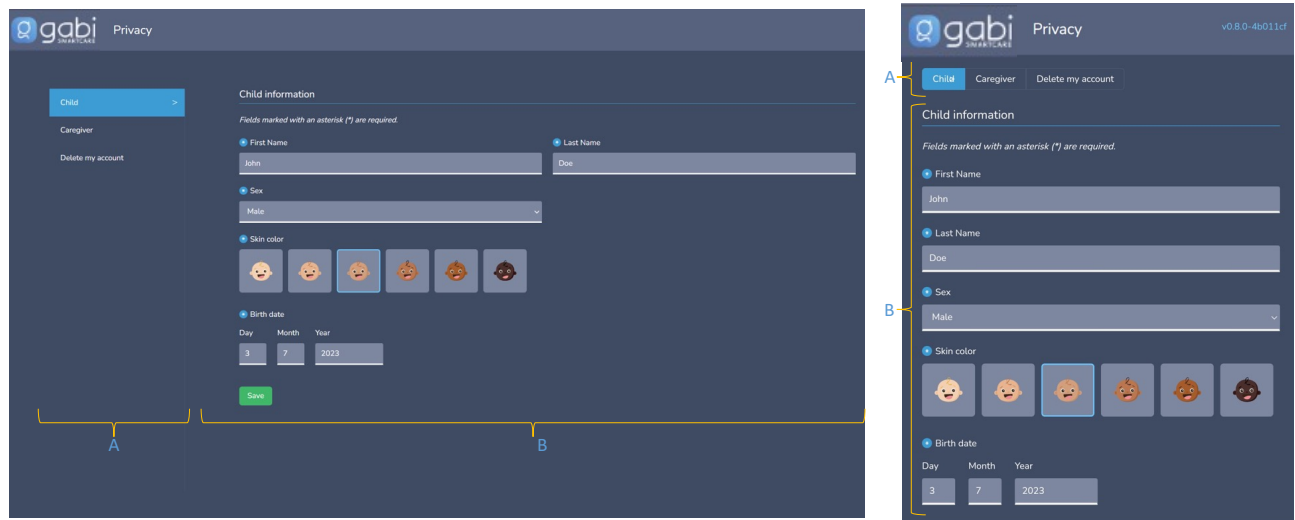 gabi
SMARTCARE
Privacy
Child >
Caregiver
Delete my account
Child information
Fields marked with an asterisk (*) are required.
* First Name
* Last Name
John
Doe
* Sex
Male
* Skin color
* Birth date
Day Month Year
3 7 2023
Save
A
B
gabi
SMARTCARE
Privacy
v0.8.0-4b011cf
A
Child Caregiver Delete my account
Child information
Fields marked with an asterisk (*) are required.
* First Name
John
* Last Name
Doe
* Sex
B
Male
* Skin color
* Birth date
Day Month Year
3 7 2023